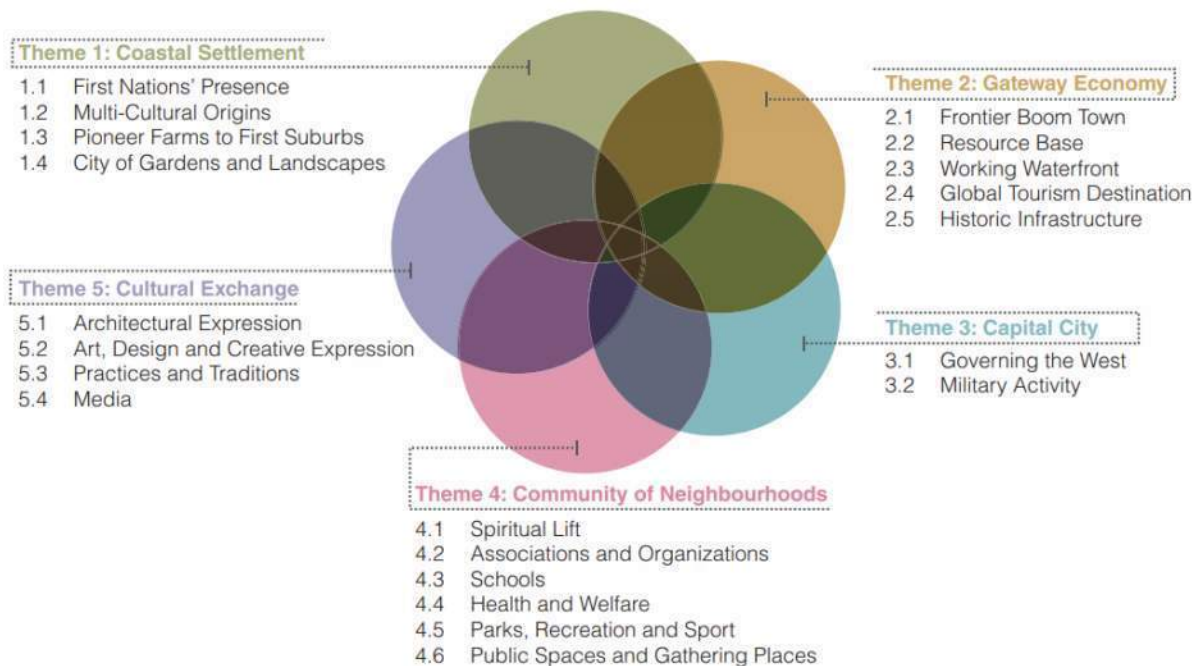 Theme 1: Coastal Settlement
1.1 First Nations' Presence
1.2 Multi-Cultural Origins
1.3 Pioneer Farms to First Suburbs
1.4 City of Gardens and Landscapes
Theme 2: Gateway Economy
2.1 Frontier Boom Town
2.2 Resource Base
2.3 Working Waterfront
2.4 Global Tourism Destination
2.5 Historic Infrastructure
Theme 5: Cultural Exchange
5.1 Architectural Expression
5.2 Art, Design and Creative Expression
5.3 Practices and Traditions
5.4 Media
Theme 3: Capital City
3.1 Governing the West
3.2 Military Activity
Theme 4: Community of Neighbourhoods
4.1 Spiritual Lift
4.2 Associations and Organizations
4.3 Schools
4.4 Health and Welfare
4.5 Parks, Recreation and Sport
4.6 Public Spaces and Gathering Places